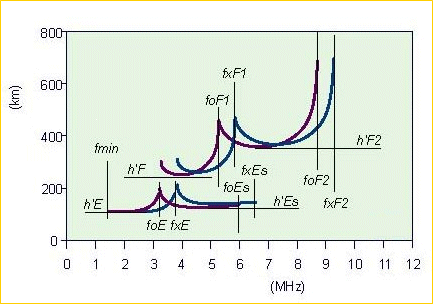 800
(km)
600
400
200
0
fxF1
foF1
fmin
h'F2
h'F
fxEs
foEs
foF2
h'E
h'Es
fxF2
foE
fxE
0 1 2 3 4 5 6 7 8 9 10 11 12
(MHz)